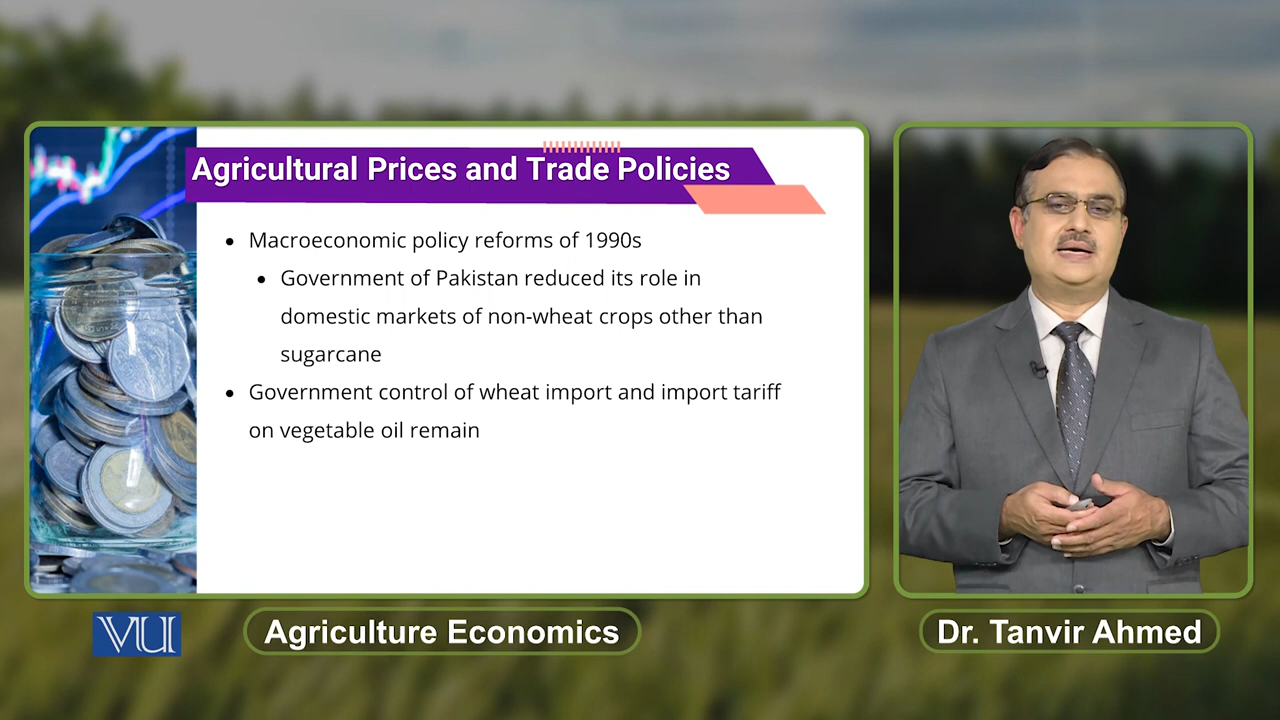 Agricultural Prices and Trade Policies
Macroeconomic policy reforms of 1990s
Government of Pakistan reduced its role in
domestic markets of non-wheat crops other than
sugarcane
Government control of wheat import and import tariff
on vegetable oil remain
VU
Agriculture Economics
Dr. Tanvir Ahmed